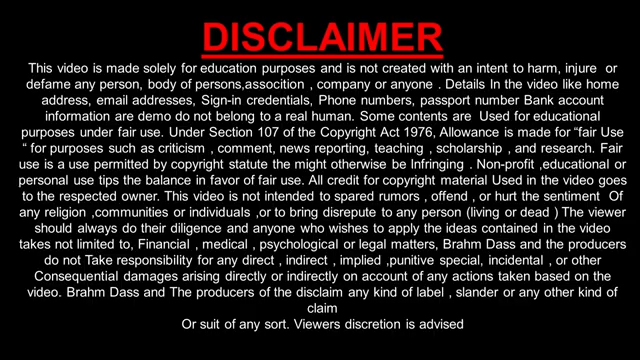 DISCLAIMER
This video is made solely for education purposes and is not created with an intent to harm, injure or
defame any person, body of persons,assocition , company or anyone . Details In the video like home
address, email addresses, Sign-in credentials, Phone numbers, passport number Bank account
information are demo do not belong to a real human. Some contents are Used for educational
purposes under fair use. Under Section 107 of the Copyright Act 1976, Allowance is made for “fair Use
“ for purposes such as criticism , comment, news reporting, teaching , scholarship , and research. Fair
use is a use permitted by copyright statute the might otherwise be Infringing . Non-profit ,educational or
personal use tips the balance in favor of fair use. All credit for copyright material Used in the video goes
to the respected owner. This video is not intended to spared rumors , offend , or hurt the sentiment Of
any religion ,communities or individuals ,or to bring disrepute to any person (living or dead ) The viewer
should always do their diligence and anyone who wishes to apply the ideas contained in the video
takes not limited to, Financial , medical , psychological or legal matters, Brahm Dass and the producers
do not Take responsibility for any direct , indirect , implied ,punitive special, incidental , or other
Consequential damages arising directly or indirectly on account of any actions taken based on the
video. Brahm Dass and The producers of the disclaim any kind of label , slander or any other kind of
claim
Or suit of any sort. Viewers discretion is advised